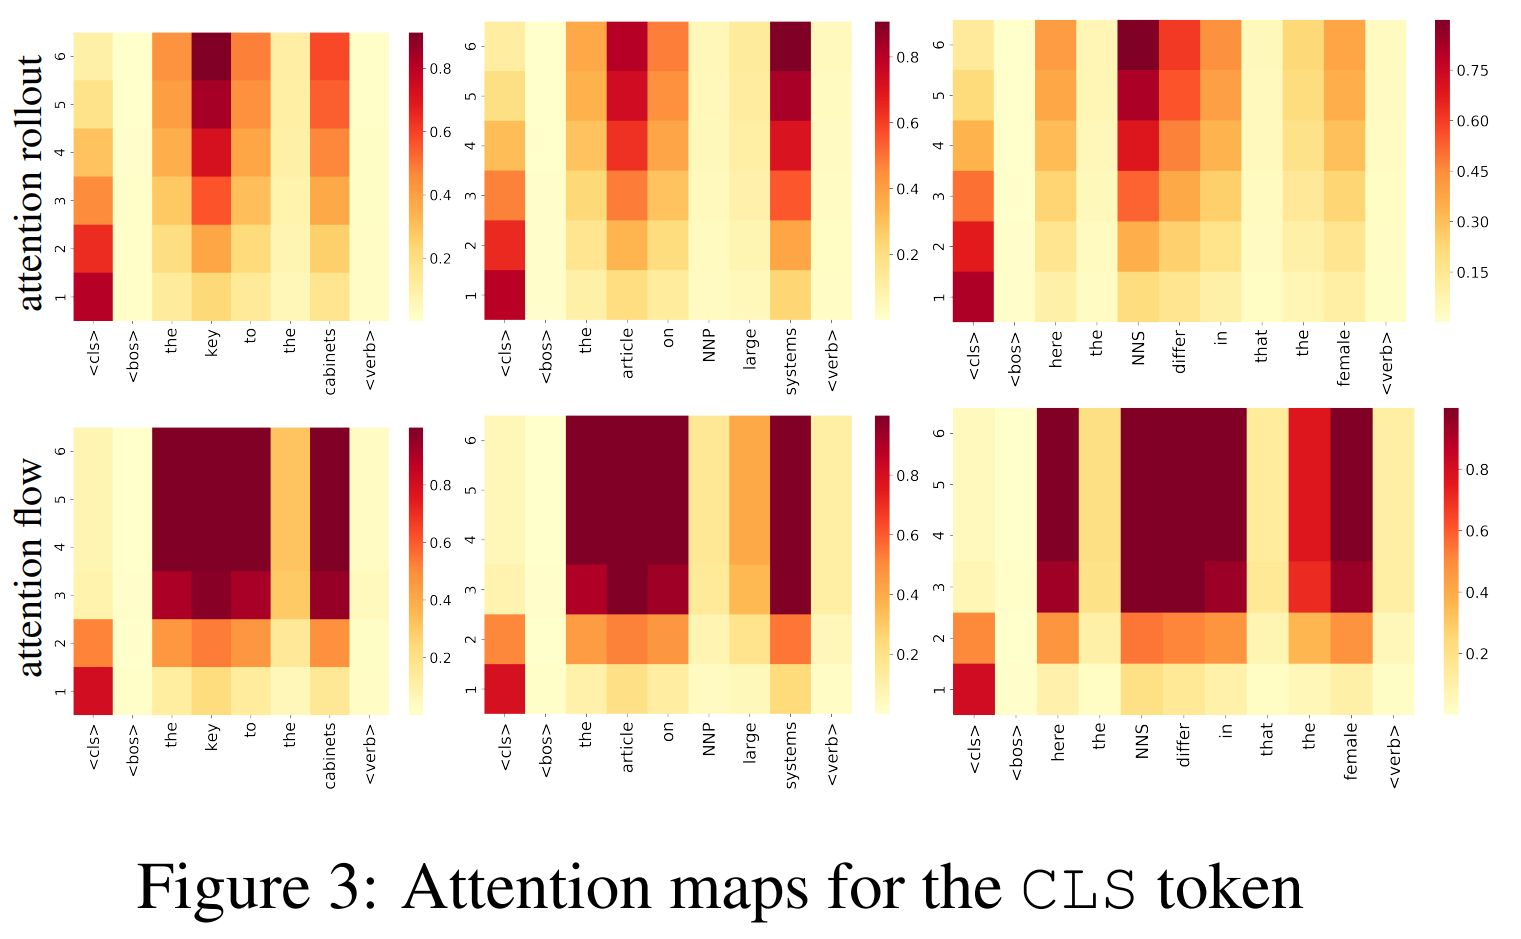 attention rollout
6
5
4
3
2
1
<cls>
<bos>
the
key
to
the
cabinets
<verb>
0.8
0.6
0.4
0.2
6
5
4
3
2
1
<cls>
<bos>
the
article
on
NNP
large
systems
<verb>
0.8
0.6
0.4
0.2
6
5
4
3
2
1
<cls>
<bos>
here
the
NNS
differ
in
that
the
female
<verb>
0.75
0.60
0.45
0.30
0.15
attention flow
6
5
4
3
2
1
<cls>
<bos>
the
key
to
the
cabinets
<verb>
0.8
0.6
0.4
0.2
6
5
4
3
2
1
<cls>
<bos>
the
article
on
NNP
large
systems
<verb>
0.8
0.6
0.4
0.2
6
5
4
3
2
1
<cls>
<bos>
here
the
NNS
differ
in
that
the
female
<verb>
0.8
0.6
0.4
0.2
Figure 3: Attention maps for the CLS token